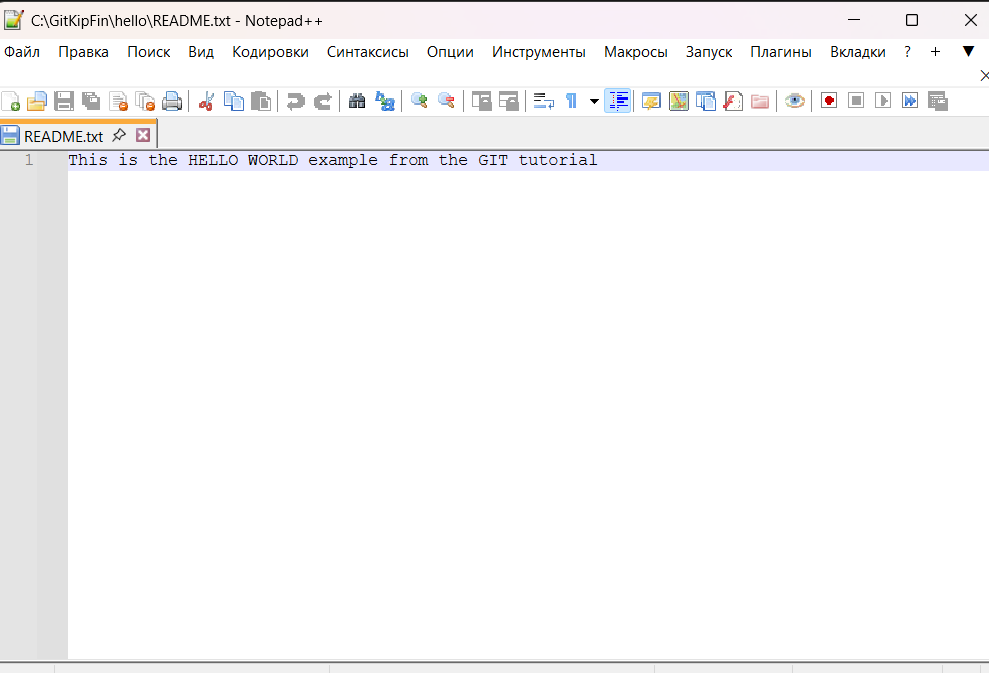 C:\GitKipFin\hello\README.txt - Notepad++
Файл Правка Поиск Вид Кодировки Синтаксисы Опции Инструменты Макросы Запуск Плагины Вкладки ? + ▼
README.txt
1 This is the HELLO WORLD example from the GIT tutorial